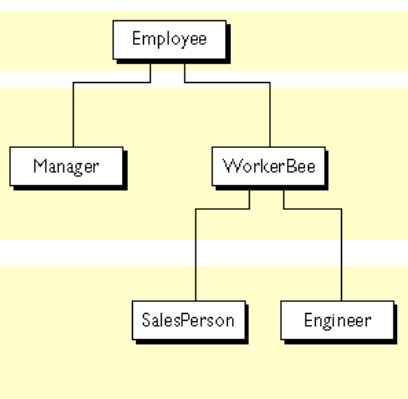 Employee
Manager
WorkerBee
SalesPerson
Engineer